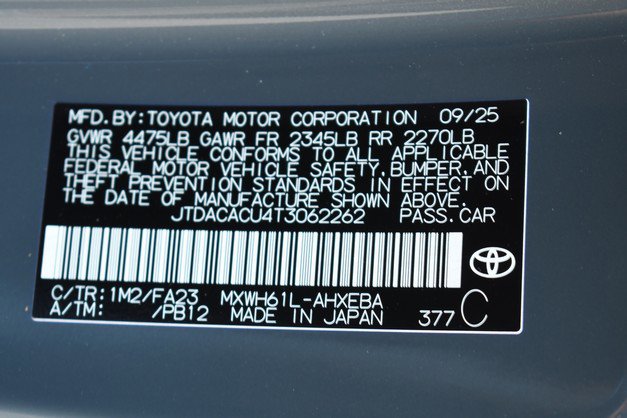 MFD. BY: TOYOTA MOTOR CORPORATION 09/25
GVWR 4475LB GAWR FR 2345LB RR 2270LB
THIS VEHICLE CONFORMS TO ALL APPLICABLE
FEDERAL MOTOR VEHICLE SAFETY,BUMPER,AND
THEFT PREVENTION STANDARDS IN EFFECT ON
THE DATE OF MANUFACTURE SHOWN ABOVE.
JTDACACU4T3062262 PASS.CAR
C/TR:1M2/FA23 MXWH61L-AHXEBA
A/TM: /PB12 MADE IN JAPAN 377 C